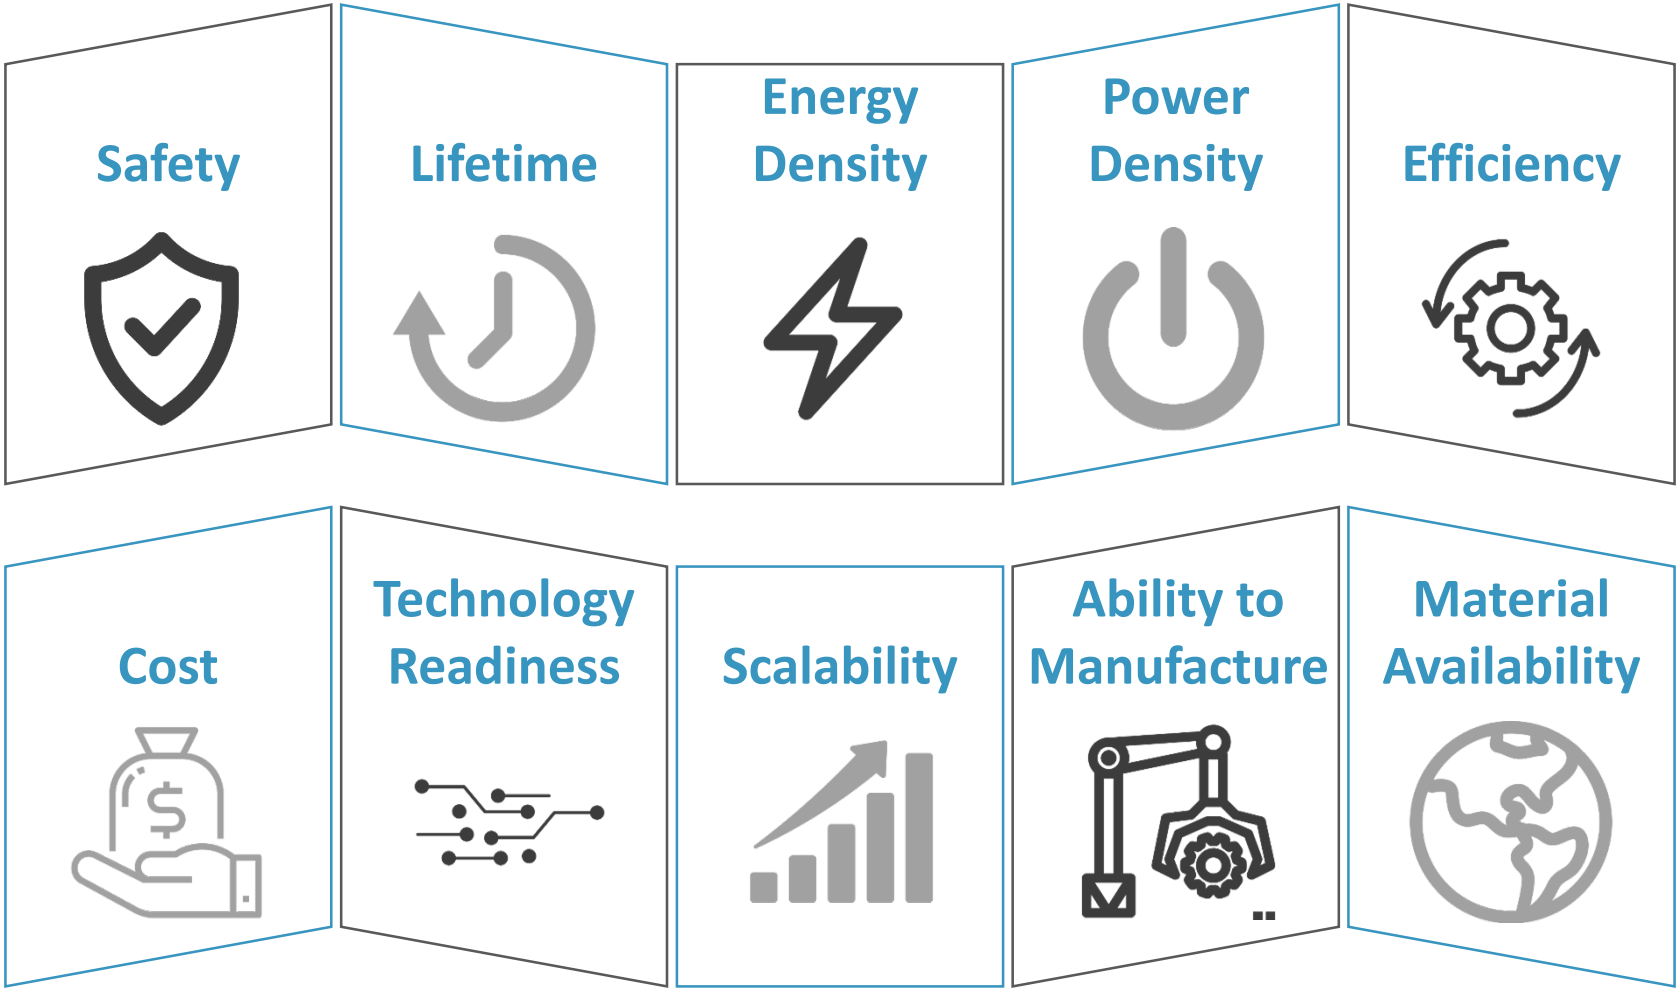 Safety
Lifetime
Energy
Density
Power
Density
Efficiency
Cost
$
Technology
Readiness
Scalability
Ability to
Manufacture
Material
Availability